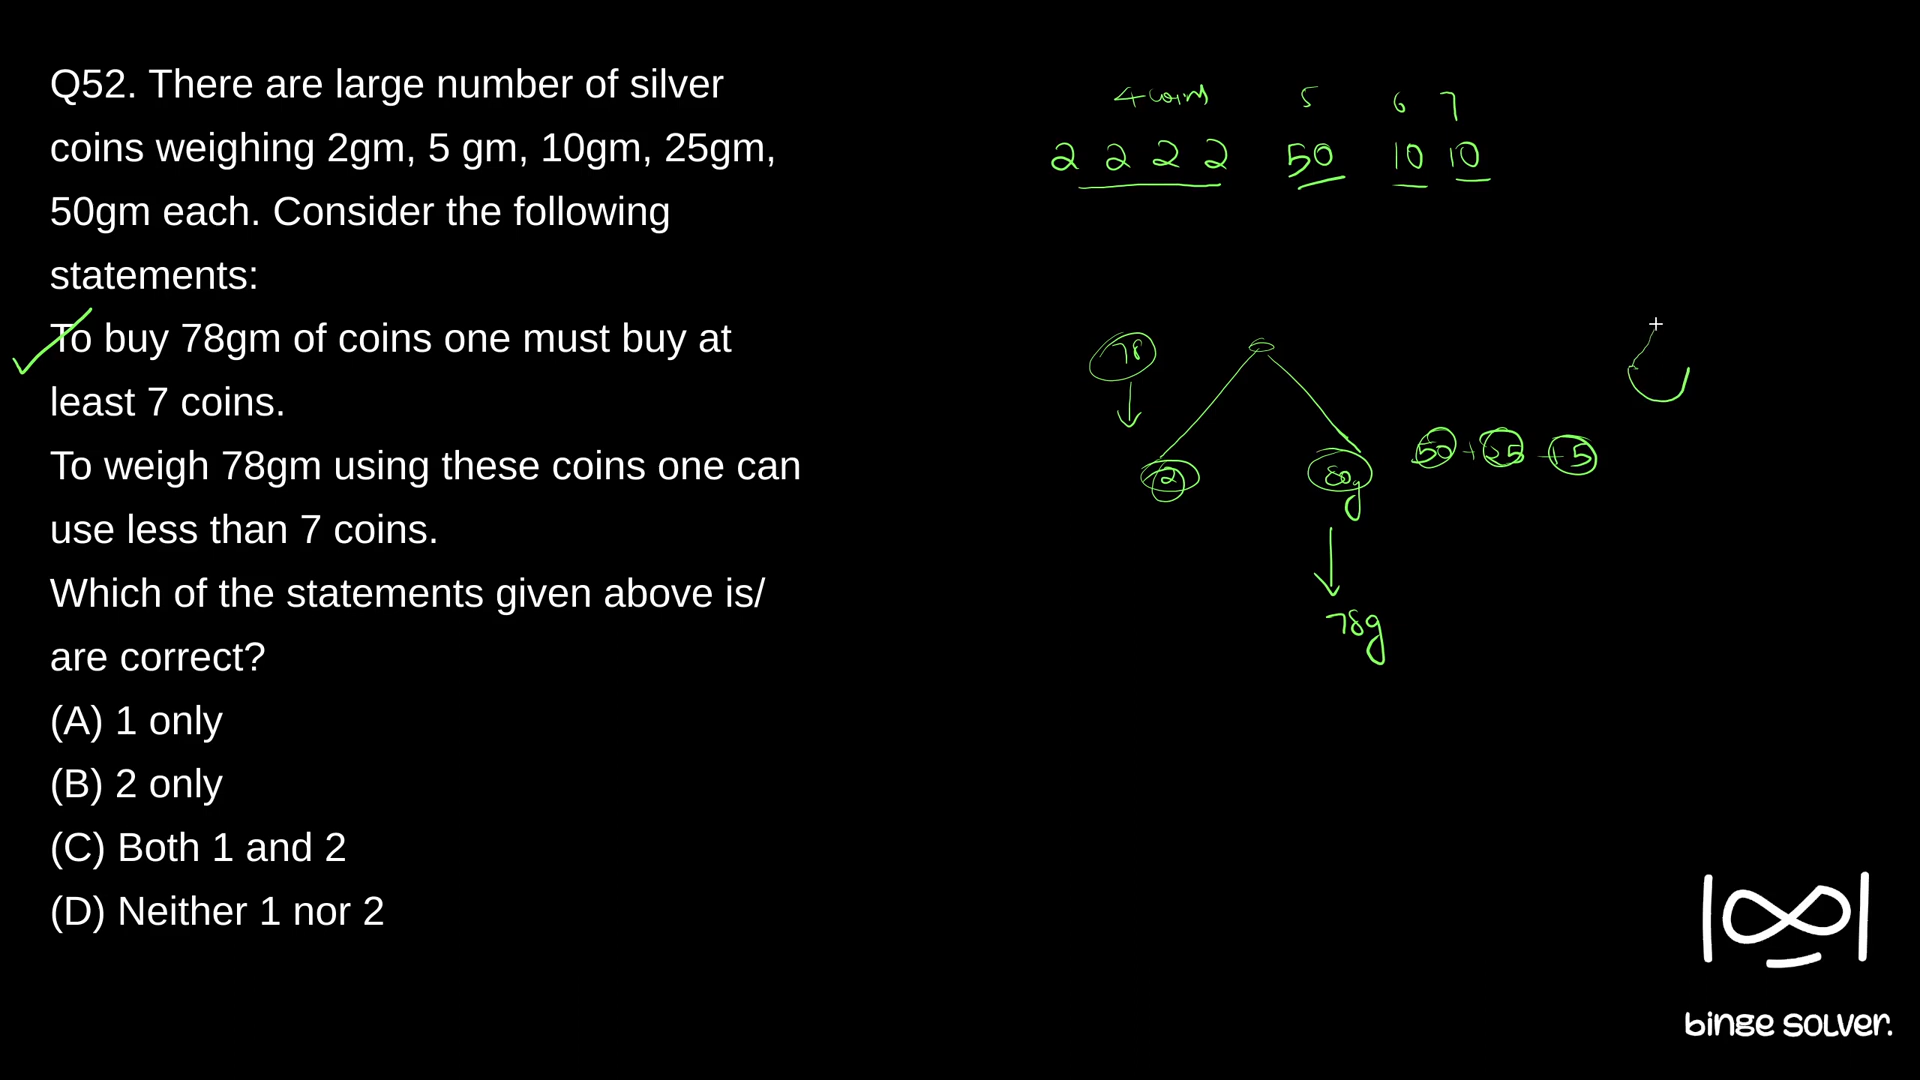 Q52. There are large number of silver
coins weighing 2gm, 5 gm, 10gm, 25gm,
50gm each. Consider the following
statements:
To buy 78gm of coins one must buy at
least 7 coins.
To weigh 78gm using these coins one can
use less than 7 coins.
Which of the statements given above is/
are correct?
(A) 1 only
(B) 2 only
(C) Both 1 and 2
(D) Neither 1 nor 2
4 coins 5 6 7
2 2 2 2 50 10 10
78
2 80g 50 + 25 + 5
78g
binge solver.